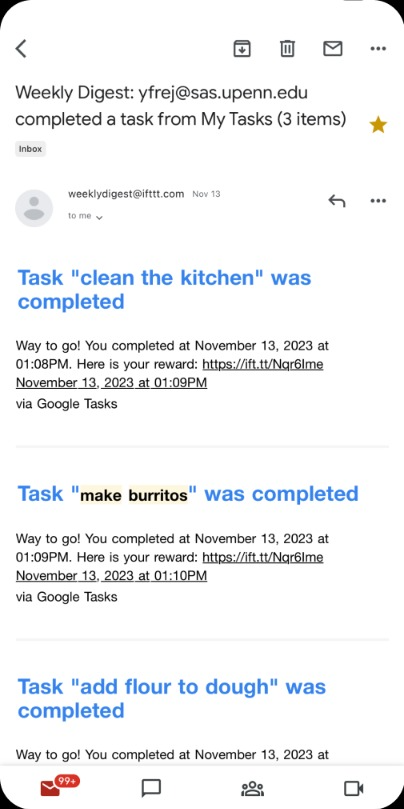 Weekly Digest: yfrej@sas.upenn.edu
completed a task from My Tasks (3 items)
Inbox
weeklydigest@ifttt.com Nov 13
to me
Task "clean the kitchen" was
completed
Way to go! You completed at November 13, 2023 at
01:08PM. Here is your reward: https://ift.tt/Nqr6Ime
November 13, 2023 at 01:09PM
via Google Tasks
Task "make burritos" was completed
Way to go! You completed at November 13, 2023 at
01:09PM. Here is your reward: https://ift.tt/Nqr6Ime
November 13, 2023 at 01:10PM
via Google Tasks
Task "add flour to dough" was
completed
Way to go! You completed at November 13, 2023 at
99+